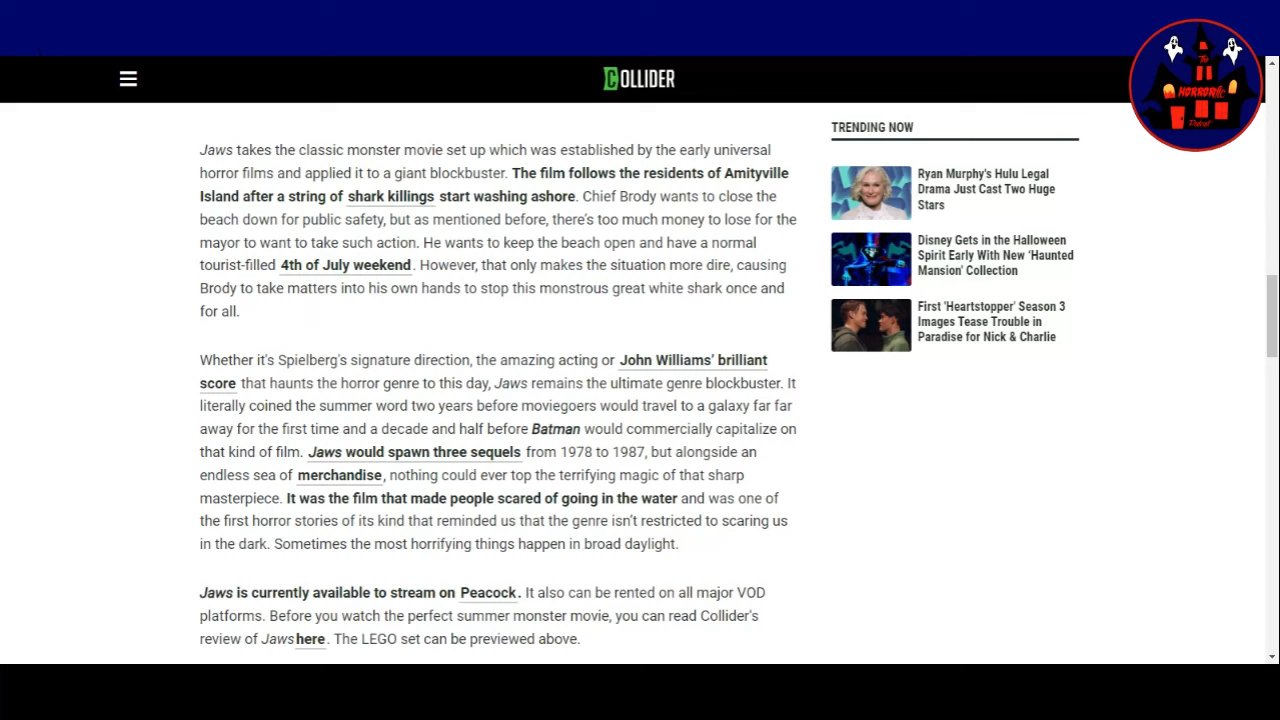 COLLIDER
The
HORRORific
Podcast
Jaws takes the classic monster movie set up which was established by the early universal
horror films and applied it to a giant blockbuster. The film follows the residents of Amityville
Island after a string of shark killings start washing ashore. Chief Brody wants to close the
beach down for public safety, but as mentioned before, there's too much money to lose for the
mayor to want to take such action. He wants to keep the beach open and have a normal
tourist-filled 4th of July weekend. However, that only makes the situation more dire, causing
Brody to take matters into his own hands to stop this monstrous great white shark once and
for all.
Whether it's Spielberg's signature direction, the amazing acting or John Williams' brilliant
score that haunts the horror genre to this day, Jaws remains the ultimate genre blockbuster. It
literally coined the summer word two years before moviegoers would travel to a galaxy far far
away for the first time and a decade and half before Batman would commercially capitalize on
that kind of film. Jaws would spawn three sequels from 1978 to 1987, but alongside an
endless sea of merchandise, nothing could ever top the terrifying magic of that sharp
masterpiece. It was the film that made people scared of going in the water and was one of
the first horror stories of its kind that reminded us that the genre isn't restricted to scaring us
in the dark. Sometimes the most horrifying things happen in broad daylight.
Jaws is currently available to stream on Peacock. It also can be rented on all major VOD
platforms. Before you watch the perfect summer monster movie, you can read Collider's
review of Jaws here. The LEGO set can be previewed above.
TRENDING NOW
Ryan Murphy's Hulu Legal
Drama Just Cast Two Huge
Stars
Disney Gets in the Halloween
Spirit Early With New 'Haunted
Mansion' Collection
First 'Heartstopper' Season 3
Images Tease Trouble in
Paradise for Nick & Charlie